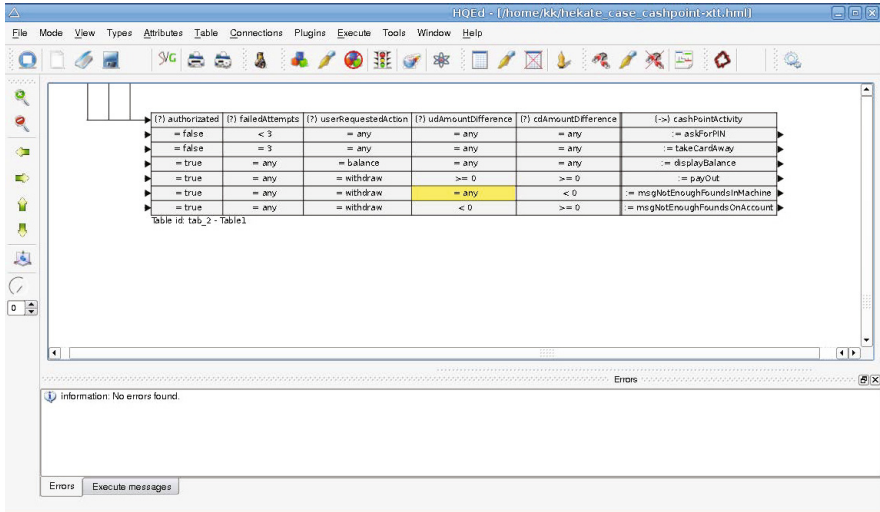 HQEd - [/home/kk/hekate_case_cashpoint-xtt.hml]
File Mode View Types Attributes Table Connections Plugins Execute Tools Window Help
(?) authorizated (?) failedAttempts (?) userRequestedAction (?) udAmountDifference (?) cdAmountDifference (->) cashPointActivity
= false < 3 = any = any = any := askForPIN
= false = 3 = any = any = any := takeCardAway
= true = any = balance = any = any := displayBalance
= true = any = withdraw >= 0 >= 0 := payOut
= true = any = withdraw = any < 0 := msgNotEnoughFoundsInMachine
= true = any = withdraw < 0 >= 0 := msgNotEnoughFoundsOnAccount
Table id: tab_2 - Table1
0
Errors
information: No errors found.
Errors Execute messages